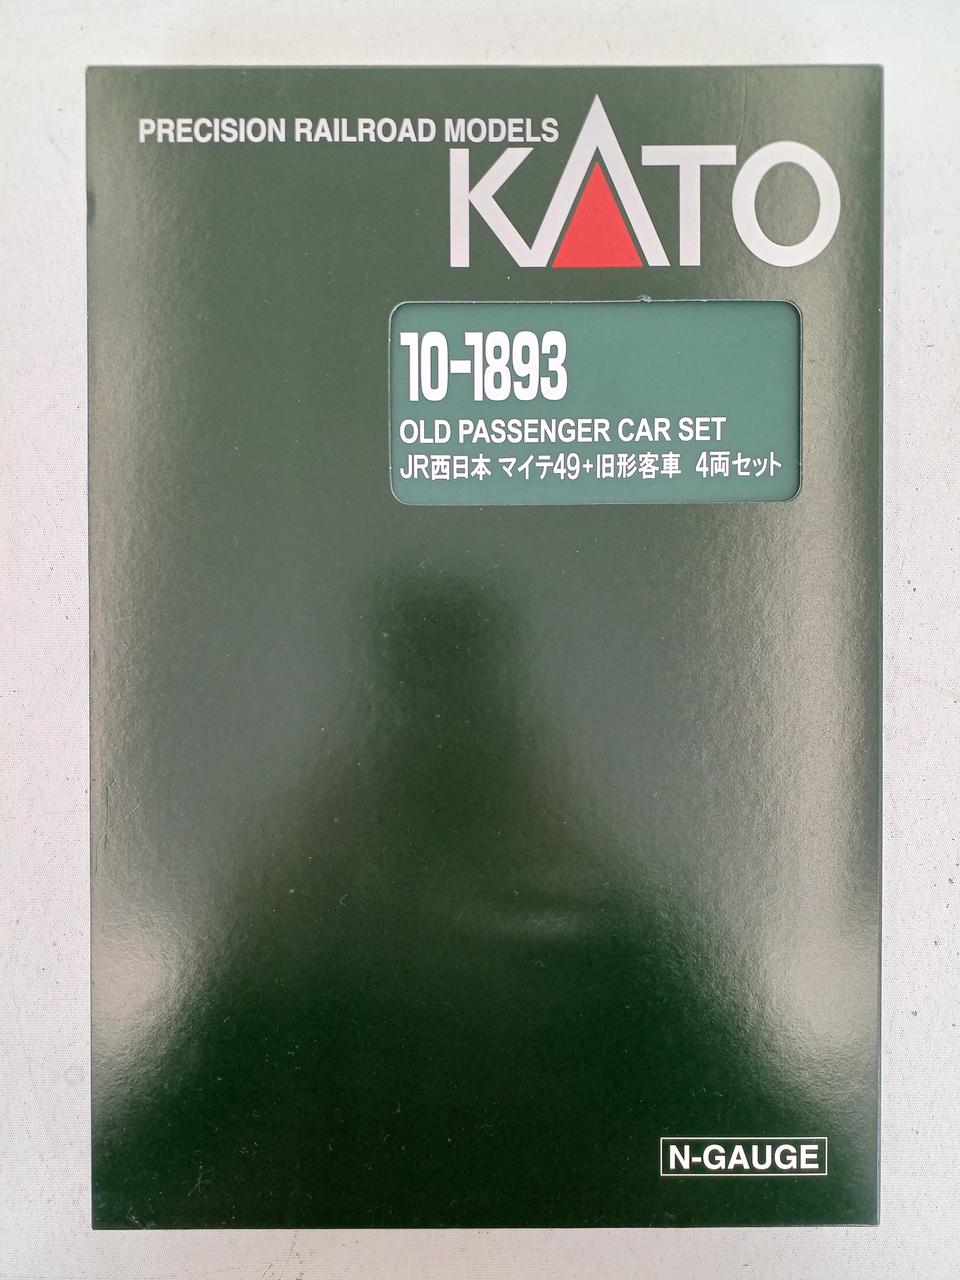 PRECISION RAILROAD MODELS
KATO
10-1893
OLD PASSENGER CAR SET
JR西日本 マイテ49+旧形客車 4両セット
N-GAUGE